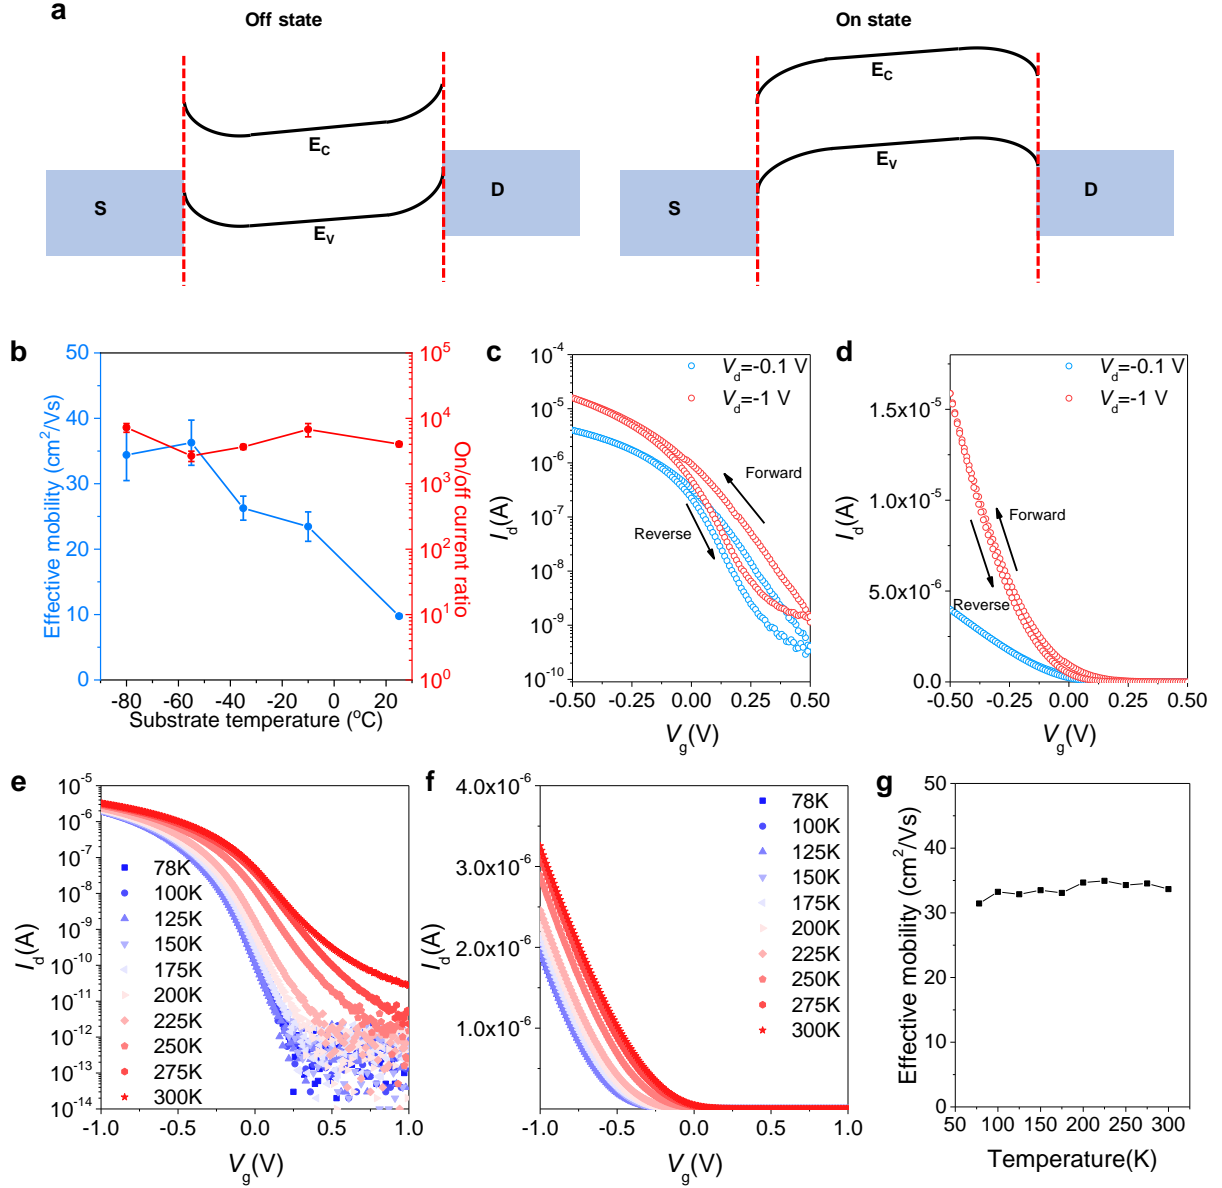 a
Off state
On state
E_C
E_V
S
D
E_C
E_V
S
D
b
Effective mobility (cm²/Vs)
50
40
30
20
10
0
10⁵
10⁴
10³
10²
10¹
10⁰
On/off current ratio
-80 -60 -40 -20 0 20
Substrate temperature (°C)
c
I_d(A)
10⁻⁴
10⁻⁵
10⁻⁶
10⁻⁷
10⁻⁸
10⁻⁹
10⁻¹⁰
V_d=-0.1 V
V_d=-1 V
Forward
Reverse
-0.50 -0.25 0.00 0.25 0.50
V_g(V)
d
I_d(A)
1.5x10⁻⁵
1.0x10⁻⁵
5.0x10⁻⁶
0.0
V_d=-0.1 V
V_d=-1 V
Forward
Reverse
-0.50 -0.25 0.00 0.25 0.50
V_g(V)
e
I_d(A)
10⁻⁵
10⁻⁶
10⁻⁷
10⁻⁸
10⁻⁹
10⁻¹⁰
10⁻¹¹
10⁻¹²
10⁻¹³
10⁻¹⁴
78K
100K
125K
150K
175K
200K
225K
250K
275K
300K
-1.0 -0.5 0.0 0.5 1.0
V_g(V)
f
I_d(A)
4.0x10⁻⁶
2.0x10⁻⁶
1.0x10⁻⁶
78K
100K
125K
150K
175K
200K
225K
250K
275K
300K
-1.0 -0.5 0.0 0.5 1.0
V_g(V)
g
Effective mobility (cm²/Vs)
50
40
30
20
10
0
50 100 150 200 250 300
Temperature(K)